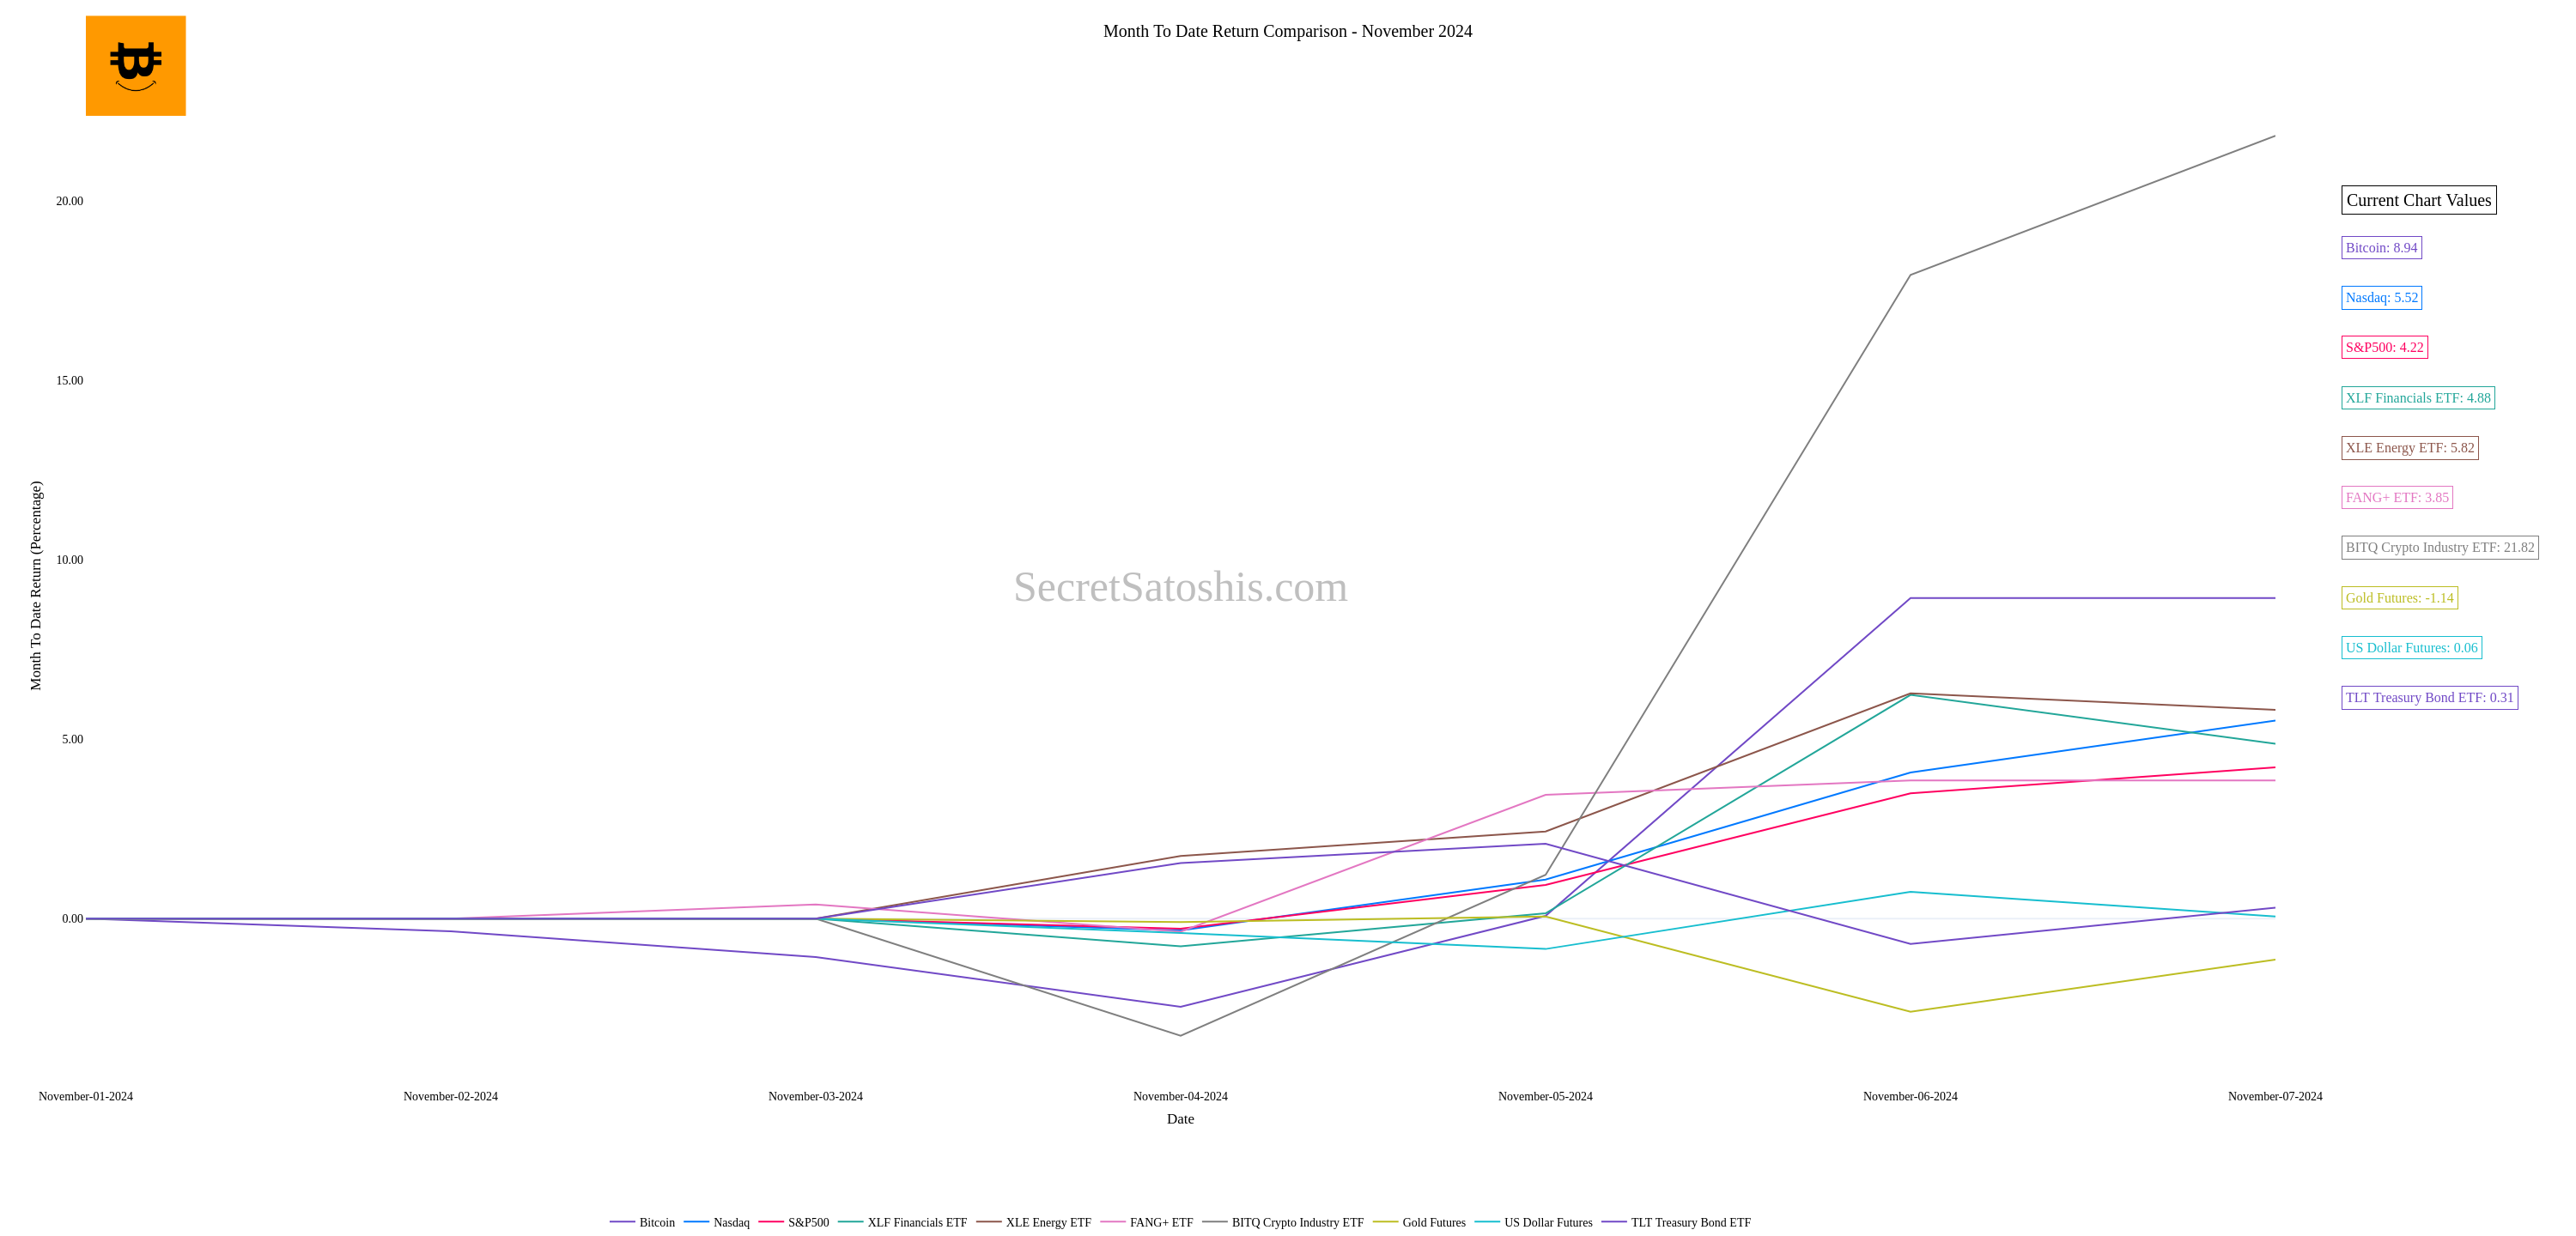 Month To Date Return Comparison - November 2024
20.00
15.00
10.00
5.00
0.00
Month To Date Return (Percentage)
SecretSatoshis.com
Current Chart Values
Bitcoin: 8.94
Nasdaq: 5.52
S&P500: 4.22
XLF Financials ETF: 4.88
XLE Energy ETF: 5.82
FANG+ ETF: 3.85
BITQ Crypto Industry ETF: 21.82
Gold Futures: -1.14
US Dollar Futures: 0.06
TLT Treasury Bond ETF: 0.31
November-01-2024 November-02-2024 November-03-2024 November-04-2024 November-05-2024 November-06-2024 November-07-2024
Date
Bitcoin Nasdaq S&P500 XLF Financials ETF XLE Energy ETF FANG+ ETF BITQ Crypto Industry ETF Gold Futures US Dollar Futures TLT Treasury Bond ETF